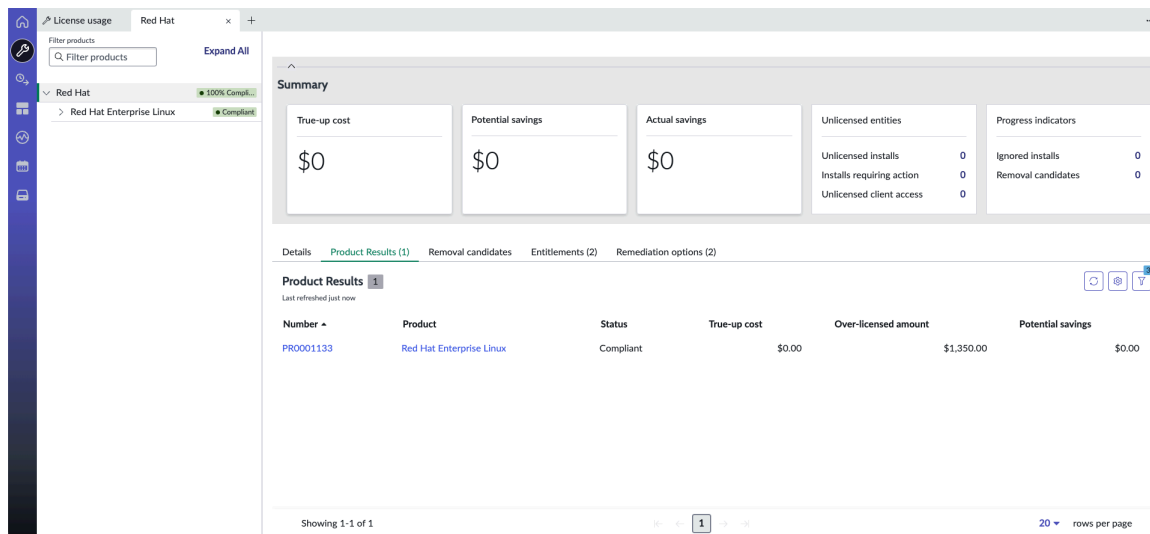 License usage
Red Hat
Filter products
Filter products
Expand All
Red Hat
100% Compli...
Red Hat Enterprise Linux
Compliant
Summary
True-up cost
$0
Potential savings
$0
Actual savings
$0
Unlicensed entities
Unlicensed installs 0
Installs requiring action 0
Unlicensed client access 0
Progress indicators
Ignored installs 0
Removal candidates 0
Details Product Results (1) Removal candidates Entitlements (2) Remediation options (2)
Product Results 1
Last refreshed just now
3
Number Product Status True-up cost Over-licensed amount Potential savings
PR0001133 Red Hat Enterprise Linux Compliant $0.00 $1,350.00 $0.00
Showing 1-1 of 1
1
20 rows per page